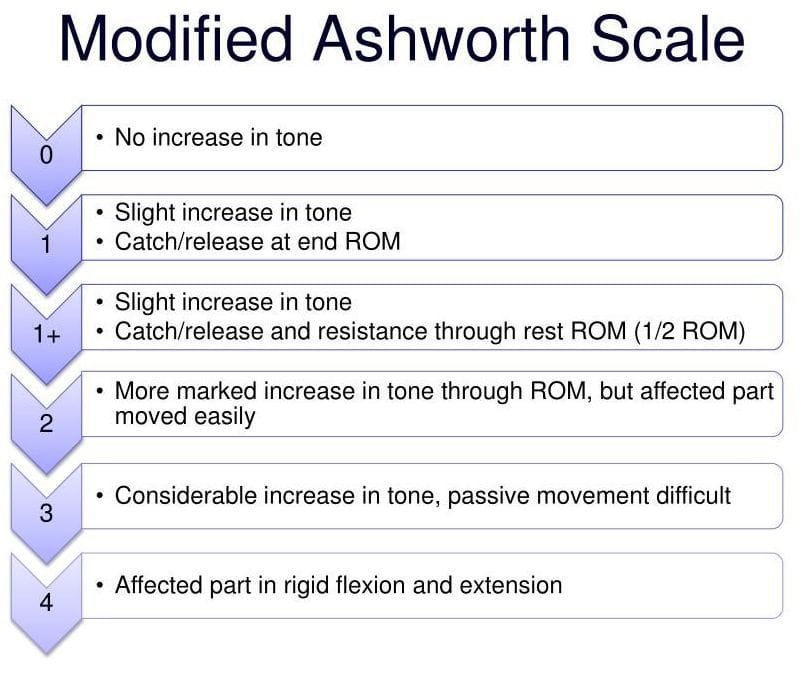 Modified Ashworth Scale
0
• No increase in tone
1
• Slight increase in tone
• Catch/release at end ROM
1+
• Slight increase in tone
• Catch/release and resistance through rest ROM (1/2 ROM)
2
• More marked increase in tone through ROM, but affected part
moved easily
3
• Considerable increase in tone, passive movement difficult
4
• Affected part in rigid flexion and extension